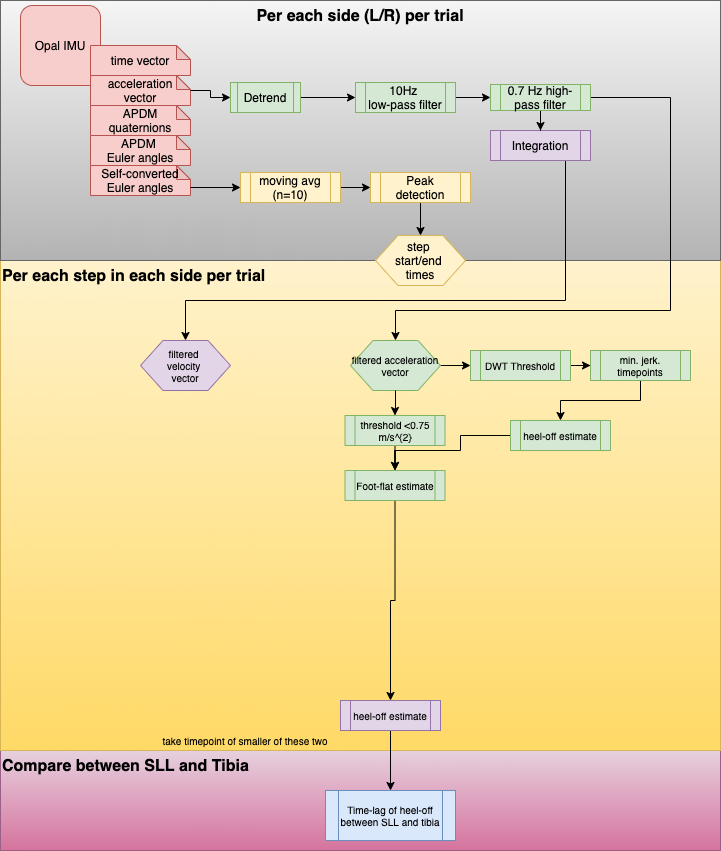 Per each side (L/R) per trial
Opal IMU
time vector
acceleration
vector
APDM
quaternions
APDM
Euler angles
Self-converted
Euler angles
Detrend
10Hz
low-pass filter
0.7 Hz high-
pass filter
Integration
moving avg
(n=10)
Peak
detection
step
start/end
times
Per each step in each side per trial
filtered
velocity
vector
filtered acceleration
vector
DWT Threshold
min. jerk.
timepoints
threshold <0.75
m/s^{2}
heel-off estimate
Foot-flat estimate
heel-off estimate
take timepoint of smaller of these two
Compare between SLL and Tibia
Time-lag of heel-off
between SLL and tibia